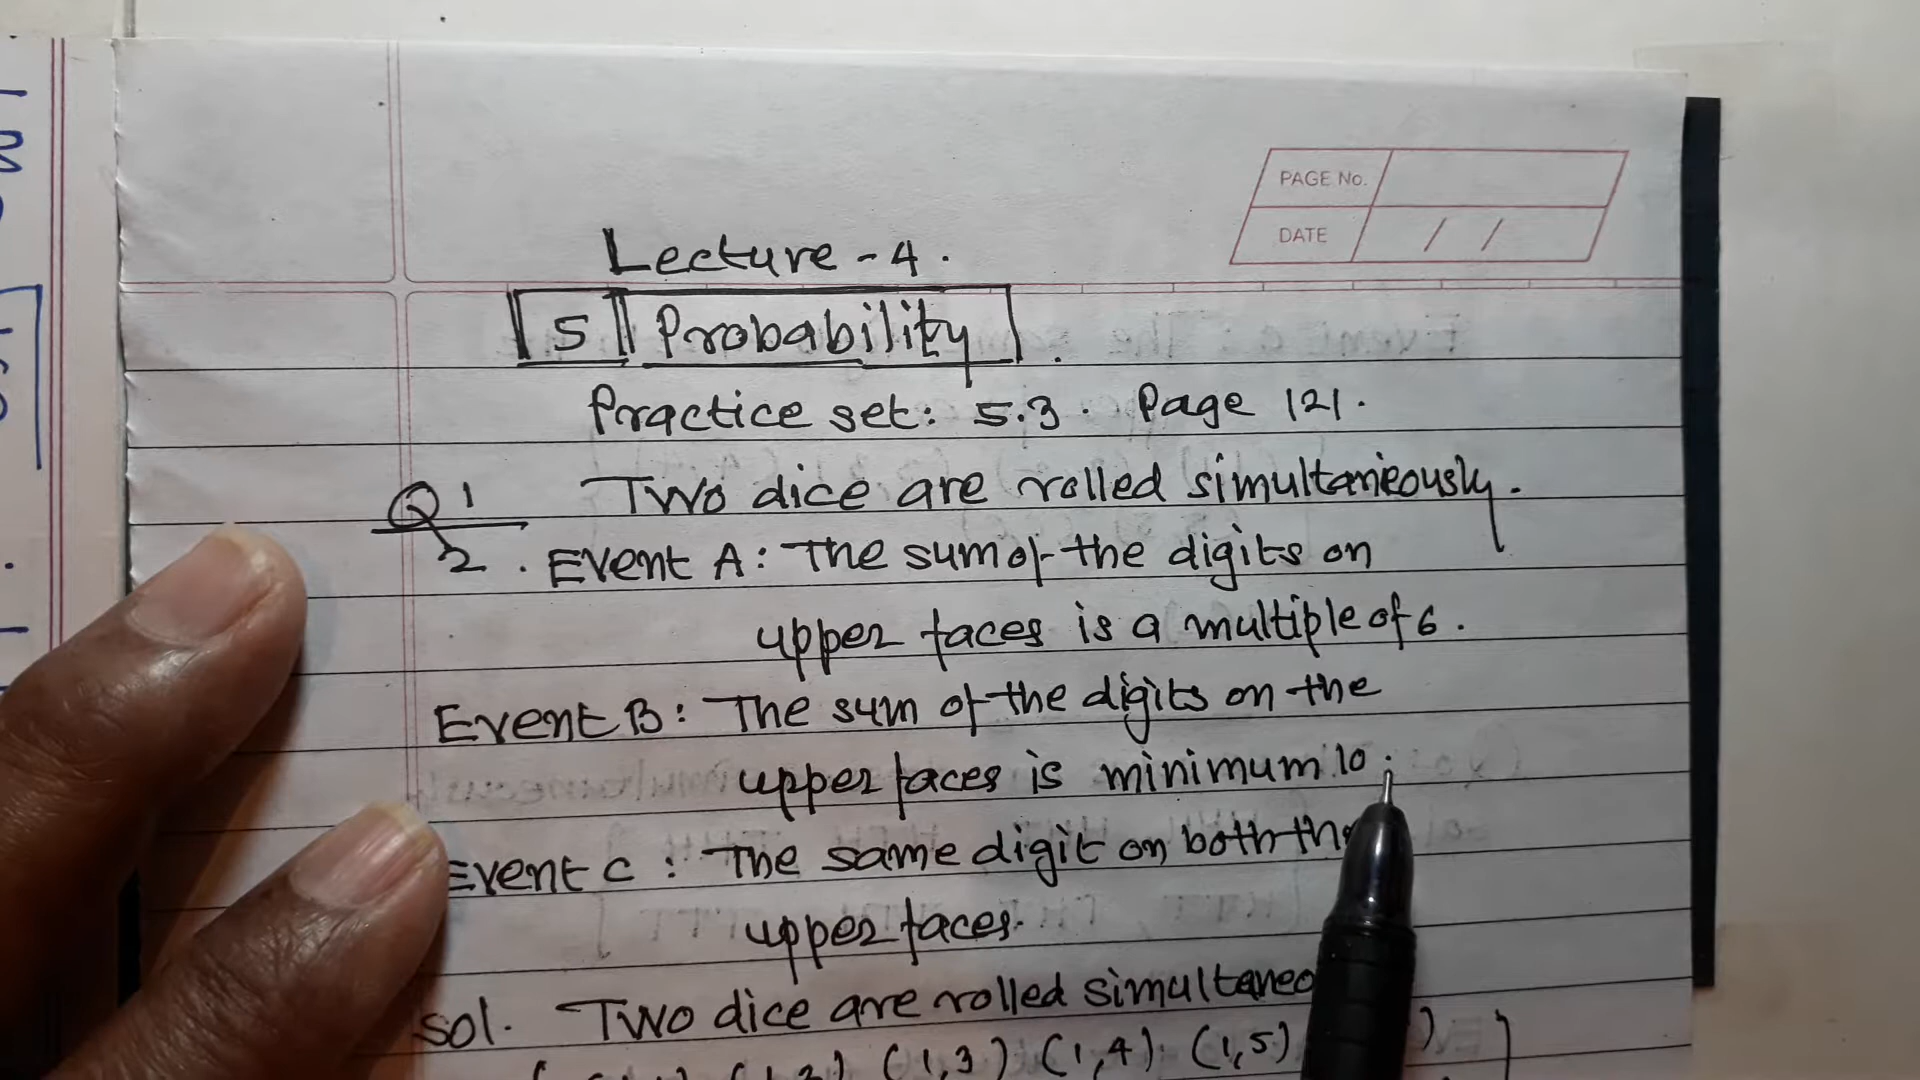 PAGE No.
DATE / /
Lecture - 4.
5 Probability.
Practice set: 5.3. Page 121.
Q 1 Two dice are rolled simultaneously.
2. Event A: The sum of the digits on
upper faces is a multiple of 6.
Event B: The sum of the digits on the
upper faces is minimum 10.
Event C: The same digit on both the
upper faces.
Sol. Two dice are rolled simultaneo
(1,3) (1,4) (1,5)